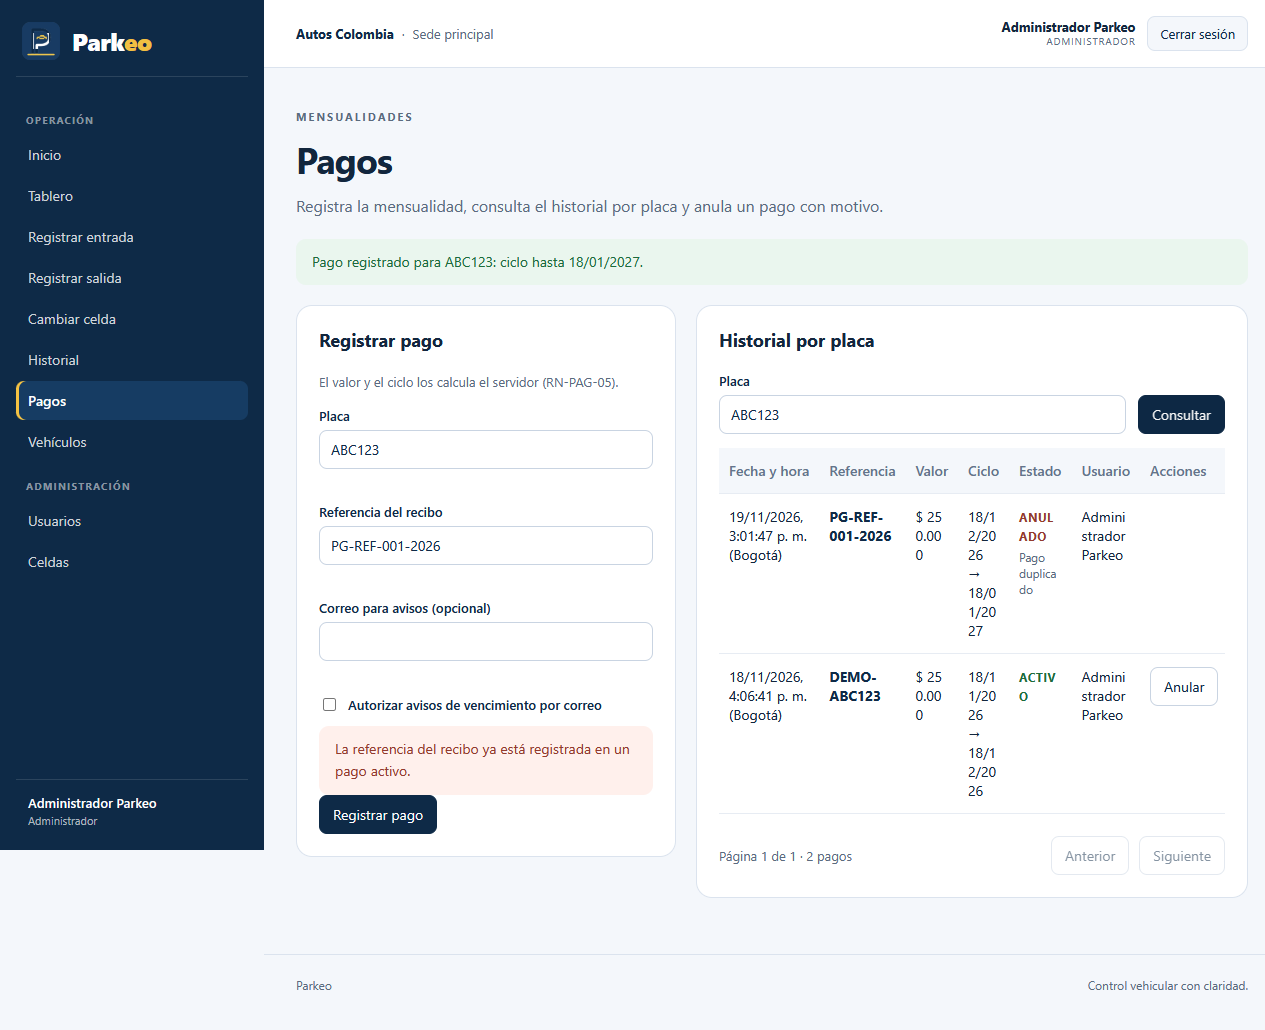 Parkeo
OPERACIÓN
Inicio
Tablero
Registrar entrada
Registrar salida
Cambiar celda
Historial
Pagos
Vehículos
ADMINISTRACIÓN
Usuarios
Celdas
Administrador Parkeo
Administrador
Autos Colombia · Sede principal
Administrador Parkeo
ADMINISTRADOR
Cerrar sesión
MENSUALIDADES
Pagos
Registra la mensualidad, consulta el historial por placa y anula un pago con motivo.
Pago registrado para ABC123: ciclo hasta 18/01/2027.
Registrar pago
El valor y el ciclo los calcula el servidor (RN-PAG-05).
Placa
ABC123
Referencia del recibo
PG-REF-001-2026
Correo para avisos (opcional)
Autorizar avisos de vencimiento por correo
La referencia del recibo ya está registrada en un
pago activo.
Registrar pago
Historial por placa
Placa
ABC123
Consultar
Fecha y hora Referencia Valor Ciclo Estado Usuario Acciones
19/11/2026,
3:01:47 p. m.
(Bogotá)
PG-REF-
001-2026
$ 25
0.00
0
18/1
2/20
26
→
18/0
1/20
27
ANUL
ADO
Pago
duplica
do
Admini
strador
Parkeo
18/11/2026,
4:06:41 p. m.
(Bogotá)
DEMO-
ABC123
$ 25
0.00
0
18/1
1/20
26
→
18/1
2/20
26
ACTIV
O
Admini
strador
Parkeo
Anular
Página 1 de 1 · 2 pagos
Anterior
Siguiente
Parkeo
Control vehicular con claridad.